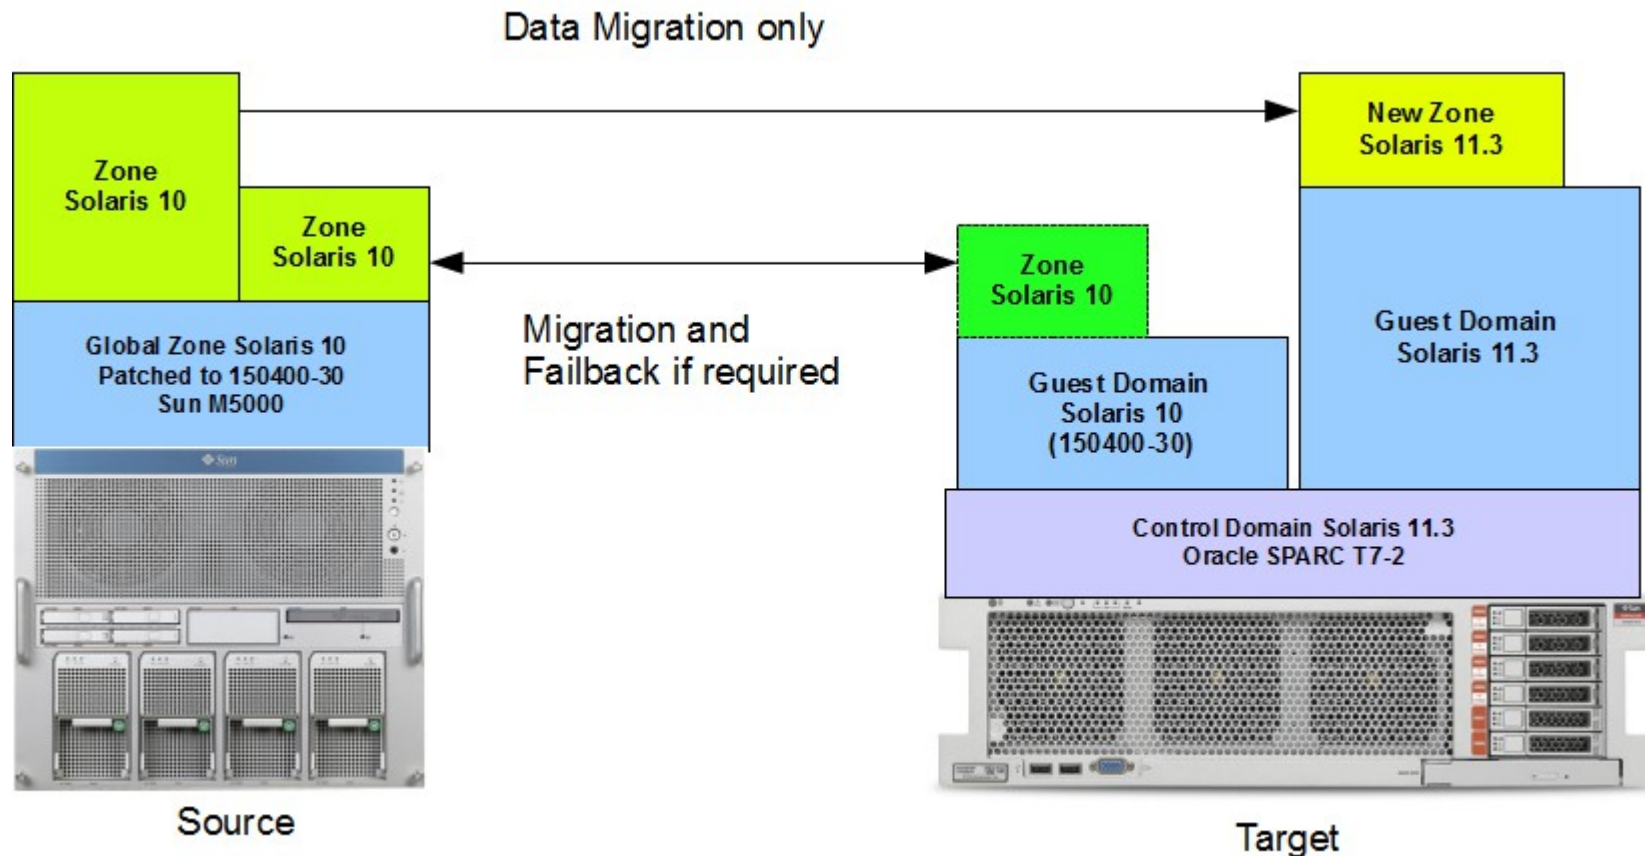 Data Migration only
Zone
Solaris 10
Zone
Solaris 10
Global Zone Solaris 10
Patched to 150400-30
Sun M5000
Sun
Migration and
Failback if required
New Zone
Solaris 11.3
Zone
Solaris 10
Guest Domain
Solaris 10
(150400-30)
Guest Domain
Solaris 11.3
Control Domain Solaris 11.3
Oracle SPARC T7-2
Source
Target